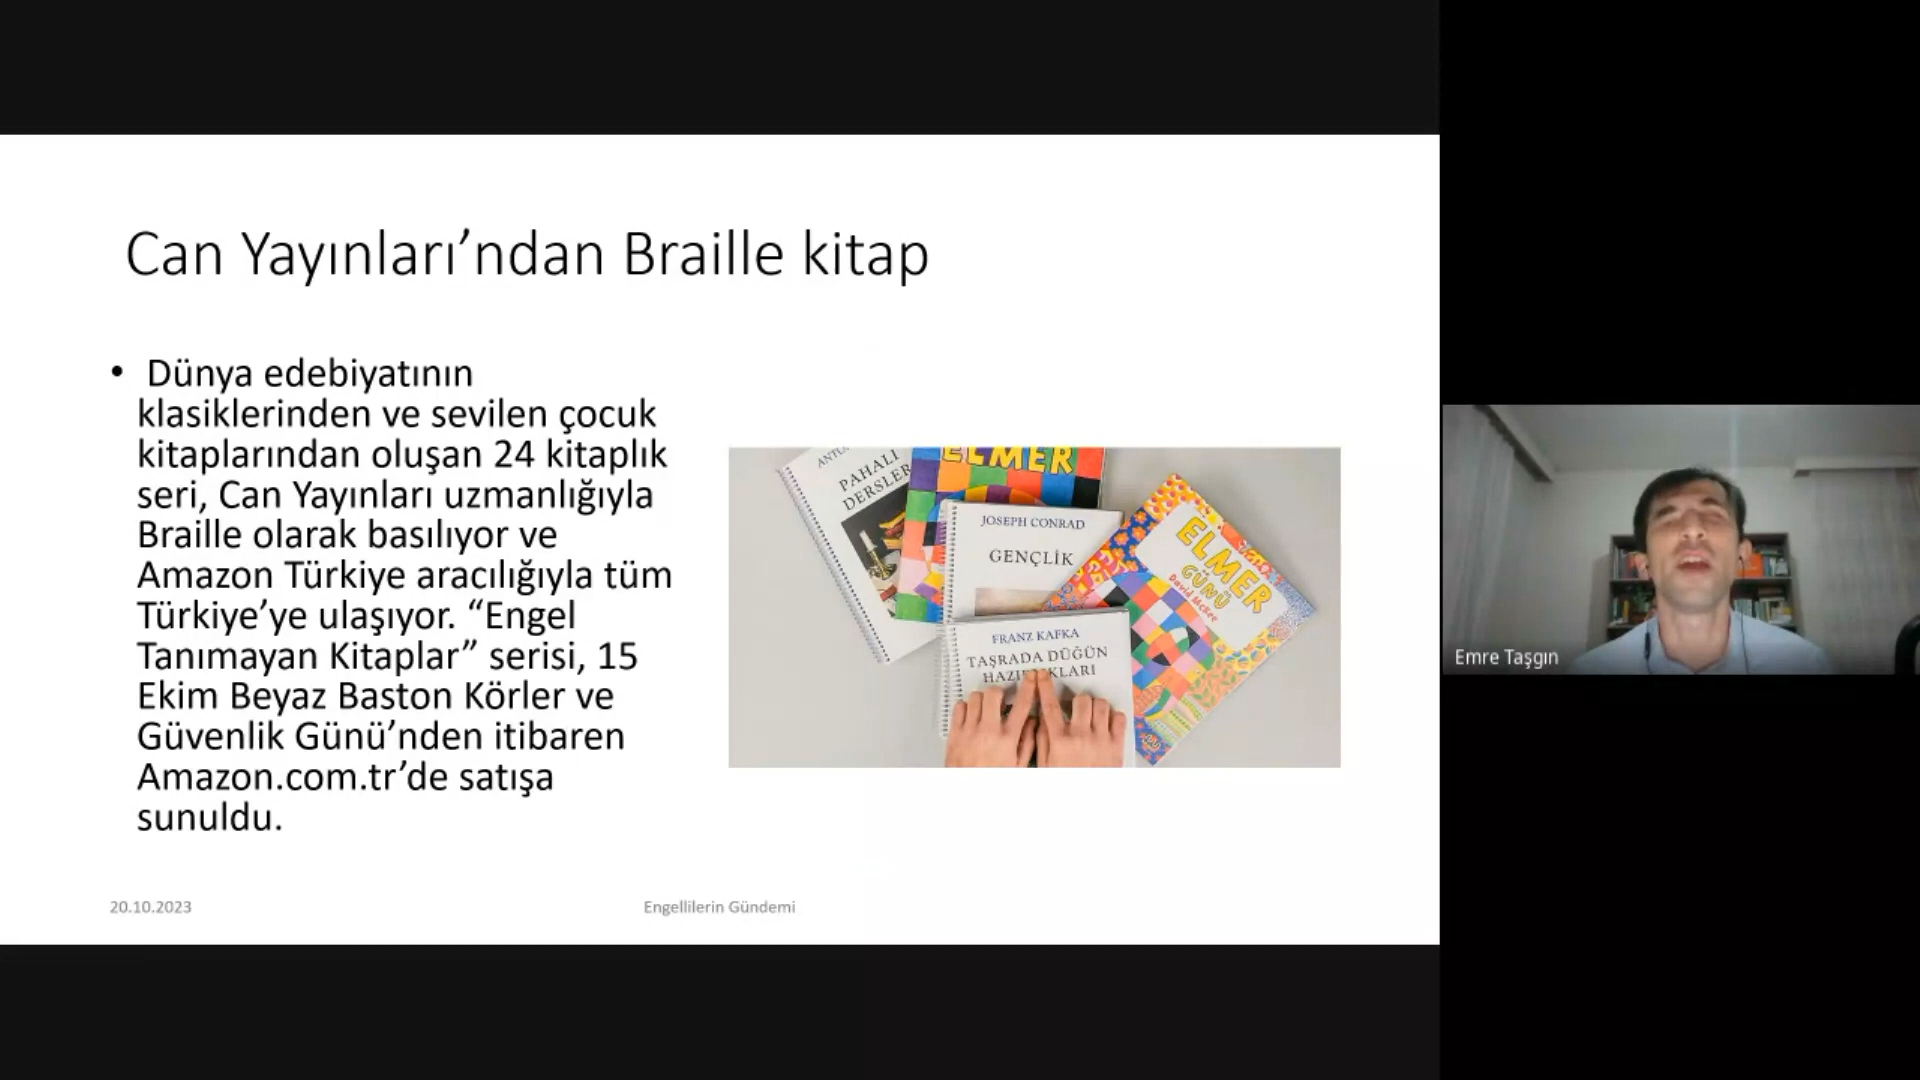 Can Yayınları’ndan Braille kitap
• Dünya edebiyatının
klasiklerinden ve sevilen çocuk
kitaplarından oluşan 24 kitaplık
seri, Can Yayınları uzmanlığıyla
Braille olarak basılıyor ve
Amazon Türkiye aracılığıyla tüm
Türkiye’ye ulaşıyor. “Engel
Tanımayan Kitaplar” serisi, 15
Ekim Beyaz Baston Körler ve
Güvenlik Günü’nden itibaren
Amazon.com.tr’de satışa
sunuldu.
PAHALI
DERSLER
ELMER
JOSEPH CONRAD
GENÇLİK
ELMER
GÜNÜ
David McKee
FRANZ KAFKA
TAŞRADA DÜĞÜN
20.10.2023
Engellilerin Gündemi
Emre Taşgın